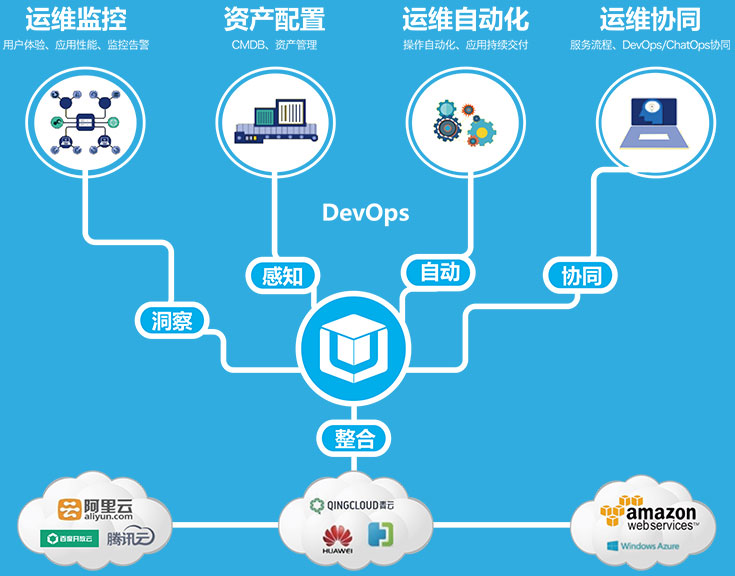 运维监控
用户体验、应用性能、监控告警
资产配置
CMDB、资产管理
运维自动化
操作自动化、应用持续交付
运维协同
服务流程、DevOps/ChatOps协同
DevOps
感知
自动
协同
洞察
整合
阿里云
aliyun.com
百度开放云
腾讯云
QINGCLOUD青云
HUAWEI
amazon
webservices™
Windows Azure